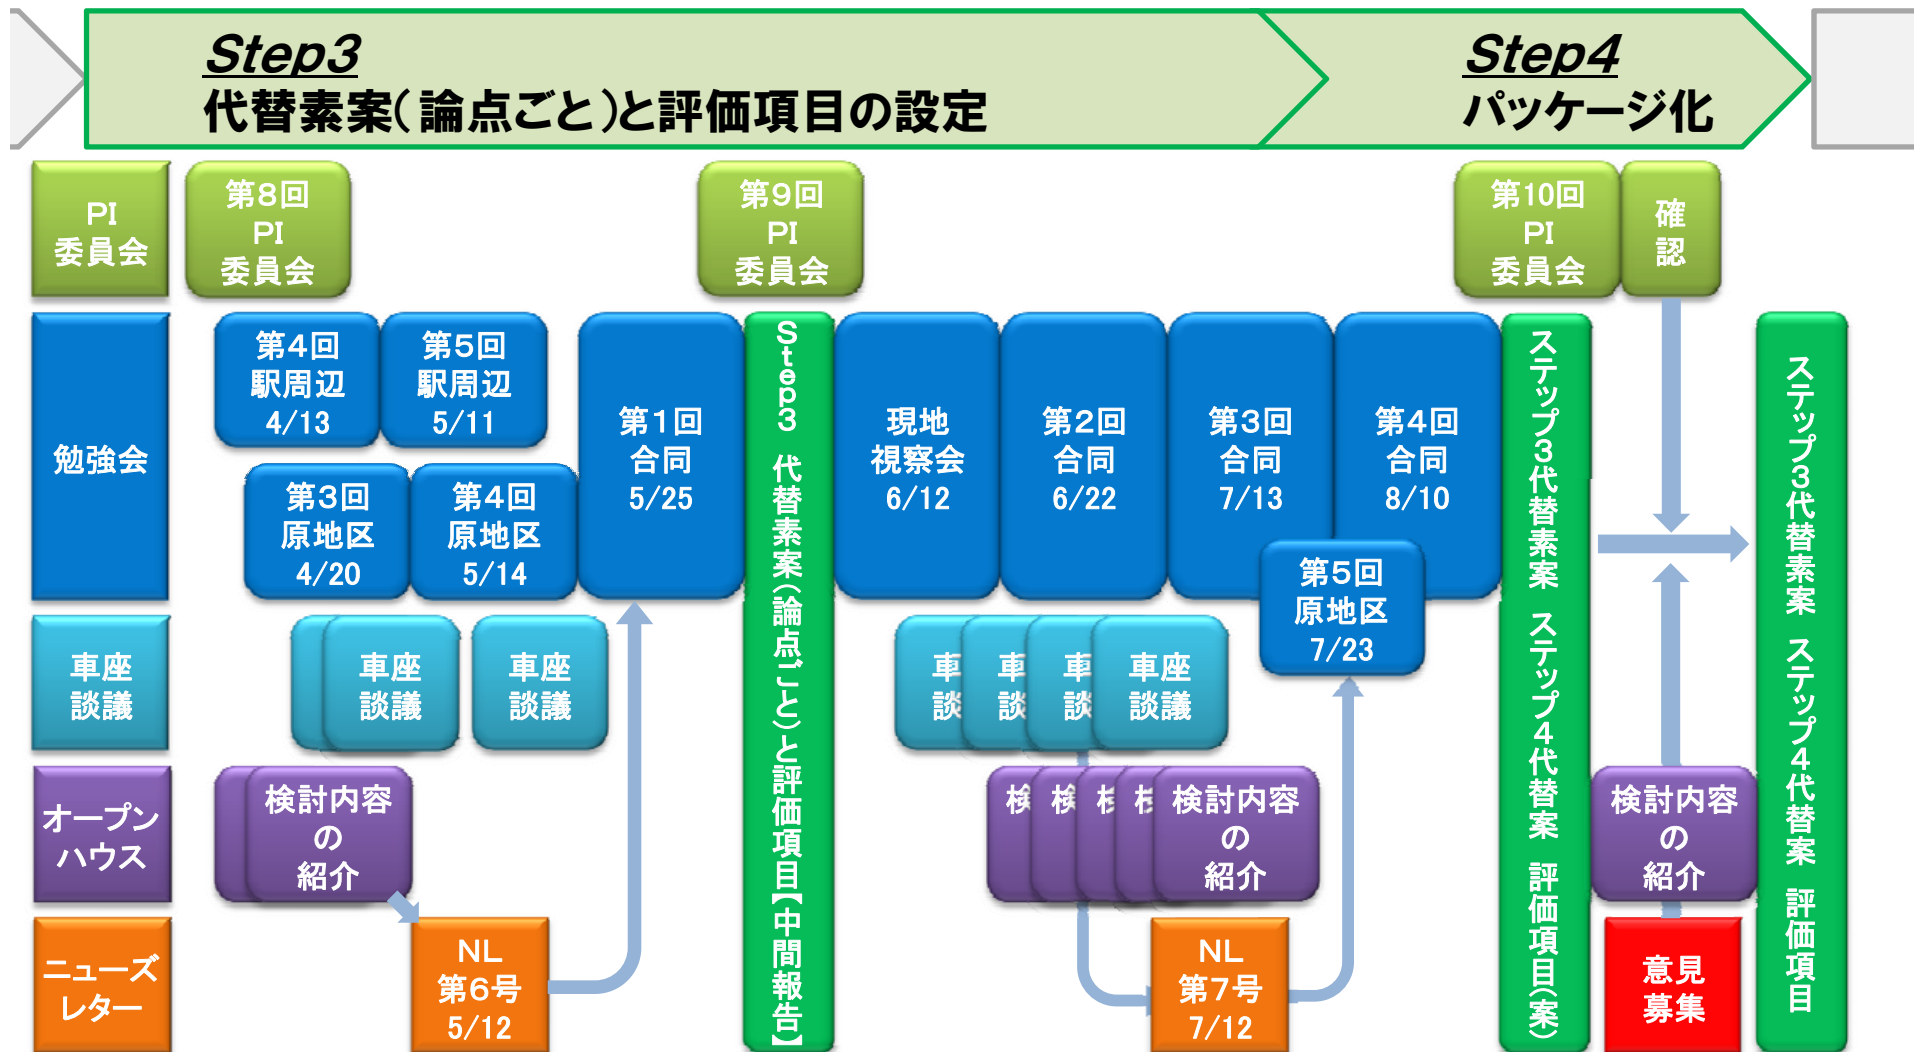 Step3
代替素案(論点ごと)と評価項目の設定
Step4
パッケージ化
PI
委員会
第8回
PI
委員会
第9回
PI
委員会
第10回
PI
委員会
確
認
勉強会
第4回
駅周辺
4/13
第5回
駅周辺
5/11
第3回
原地区
4/20
第4回
原地区
5/14
第1回
合同
5/25
Step3 代替素案(論点ごと)と評価項目【中間報告】
現地
視察会
6/12
第2回
合同
6/22
第3回
合同
7/13
第4回
合同
8/10
第5回
原地区
7/23
ステップ3代替素案 ステップ4代替案 評価項目(案)
ステップ3代替素案 ステップ4代替案 評価項目
車座
談議
車座
談議
車座
談議
車
談
車
談
車
談
車座
談議
オープン
ハウス
検討内容
の
紹介
検
検
検
検
検討内容
の
紹介
検討内容
の
紹介
ニューズ
レター
NL
第6号
5/12
NL
第7号
7/12
意見
募集